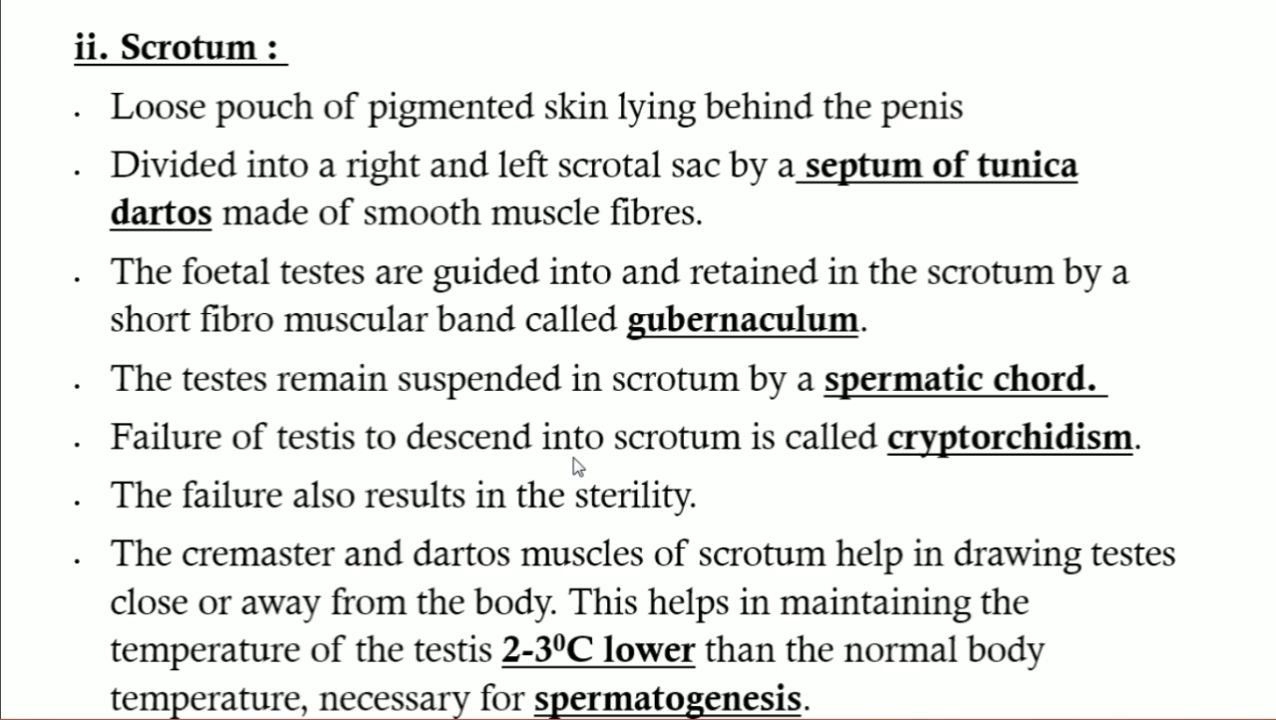 ii. Scrotum :
. Loose pouch of pigmented skin lying behind the penis
. Divided into a right and left scrotal sac by a septum of tunica
dartos made of smooth muscle fibres.
. The foetal testes are guided into and retained in the scrotum by a
short fibro muscular band called gubernaculum.
. The testes remain suspended in scrotum by a spermatic chord.
. Failure of testis to descend into scrotum is called cryptorchidism.
. The failure also results in the sterility.
. The cremaster and dartos muscles of scrotum help in drawing testes
close or away from the body. This helps in maintaining the
temperature of the testis 2-3⁰C lower than the normal body
temperature, necessary for spermatogenesis.